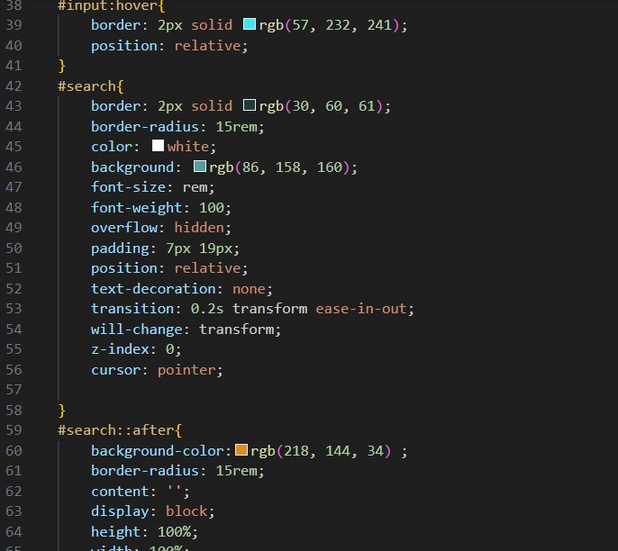 38 #input:hover{
39 border: 2px solid rgb(57, 232, 241);
40 position: relative;
41 }
42 #search{
43 border: 2px solid rgb(30, 60, 61);
44 border-radius: 15rem;
45 color: white;
46 background: rgb(86, 158, 160);
47 font-size: rem;
48 font-weight: 100;
49 overflow: hidden;
50 padding: 7px 19px;
51 position: relative;
52 text-decoration: none;
53 transition: 0.2s transform ease-in-out;
54 will-change: transform;
55 z-index: 0;
56 cursor: pointer;
57
58 }
59 #search::after{
60 background-color: rgb(218, 144, 34) ;
61 border-radius: 15rem;
62 content: '';
63 display: block;
64 height: 100%;
65 width: 100%;